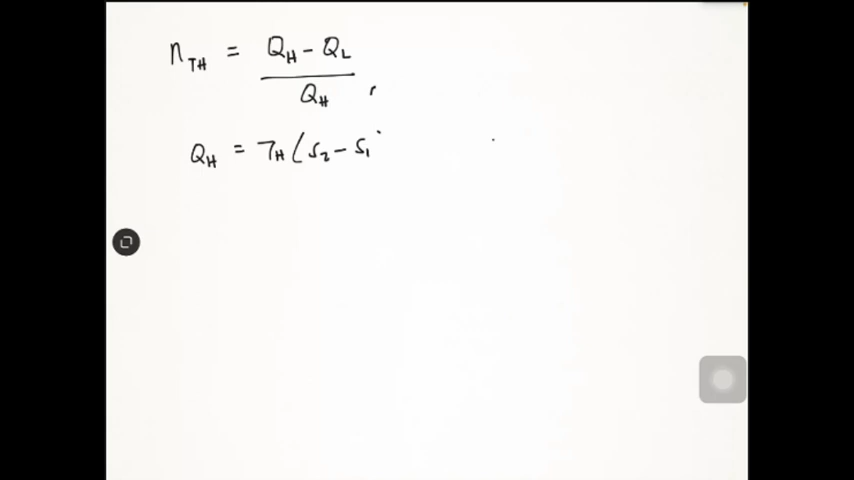 η_TH = (Q_H - Q_L) / Q_H ,
Q_H = T_H (s_2 - s_1